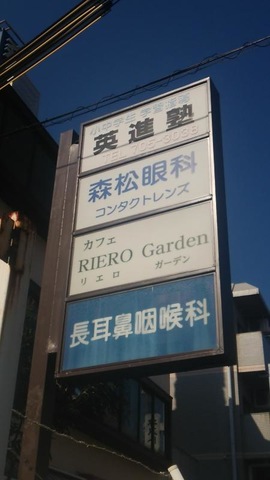 英進塾
森松眼科
コンタクトレンズ
カフェ
RIERO Garden
リエロ ガーデン
長耳鼻咽喉科